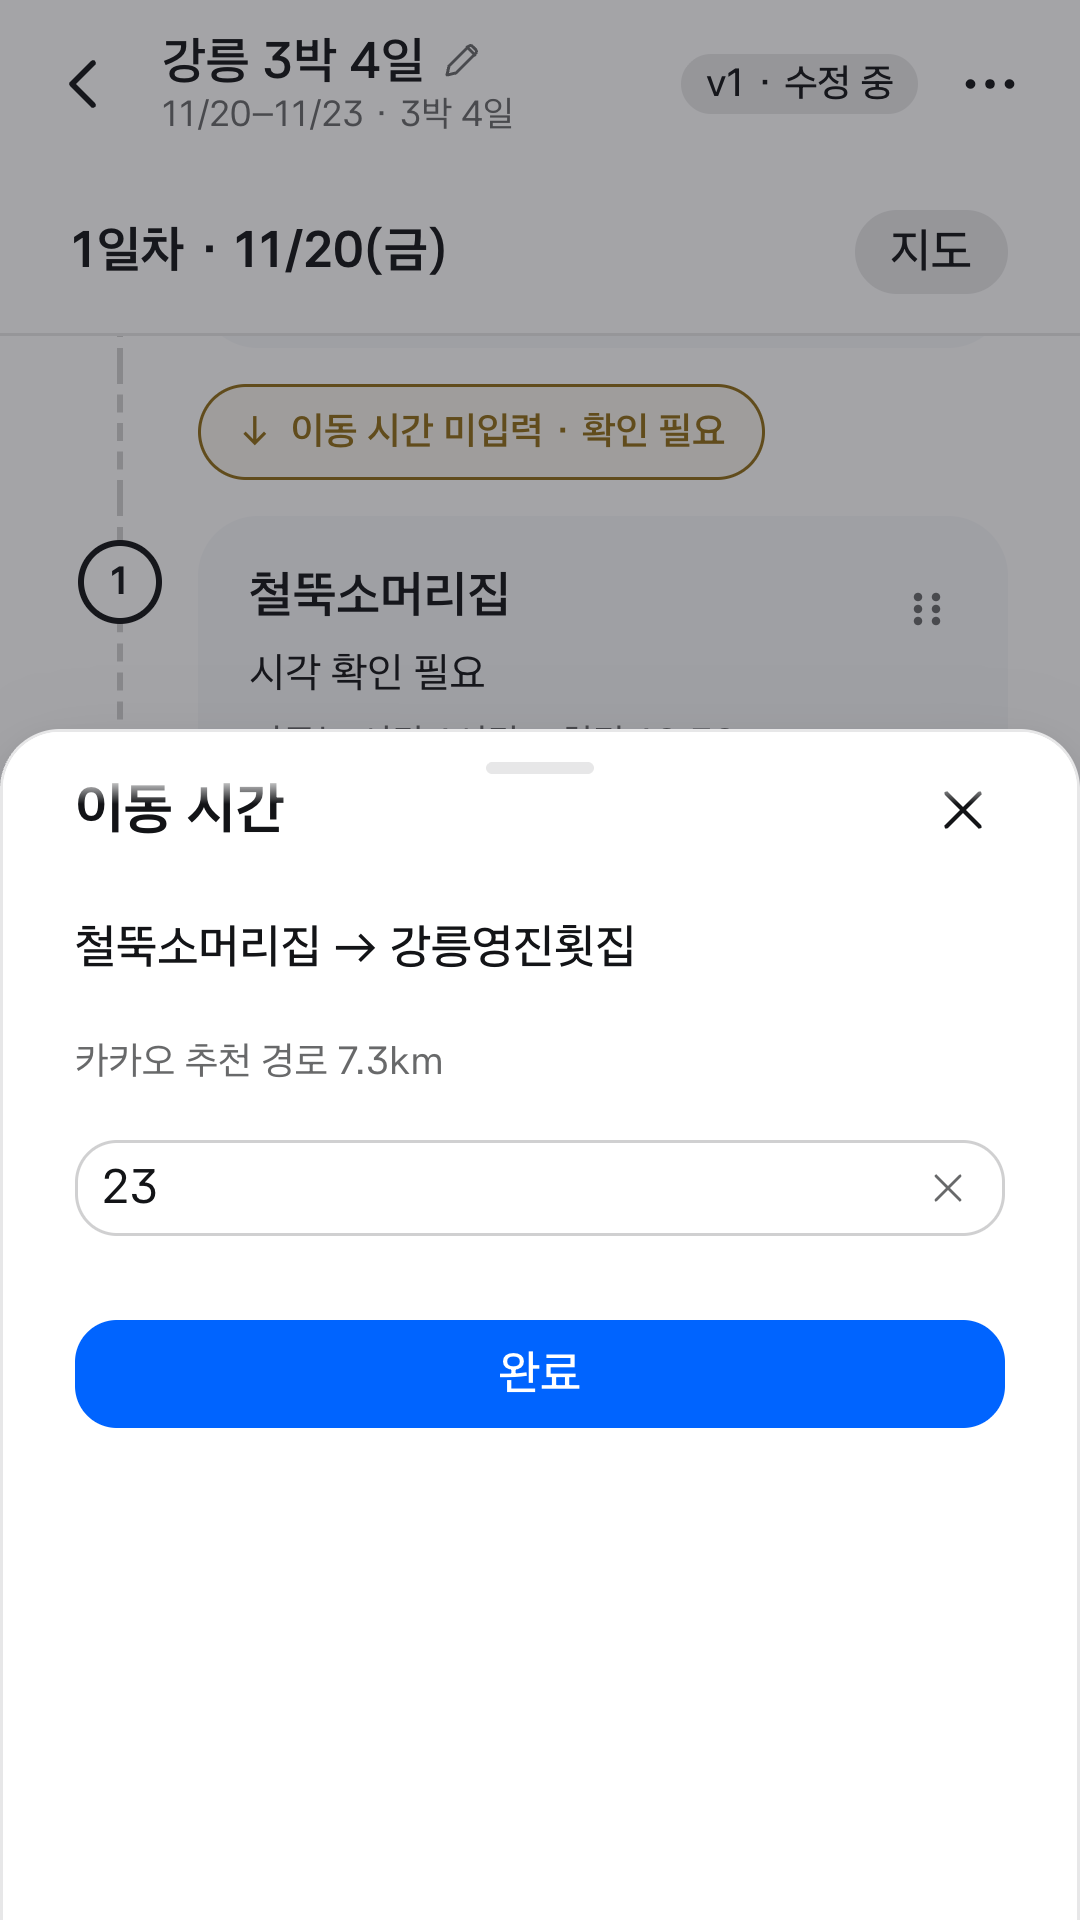 강릉 3박 4일
11/20–11/23 · 3박 4일
v1 · 수정 중
1일차 · 11/20(금)
지도
↓ 이동 시간 미입력 · 확인 필요
1
철뚝소머리집
시각 확인 필요
이동 시간
철뚝소머리집 → 강릉영진횟집
카카오 추천 경로 7.3km
23
완료